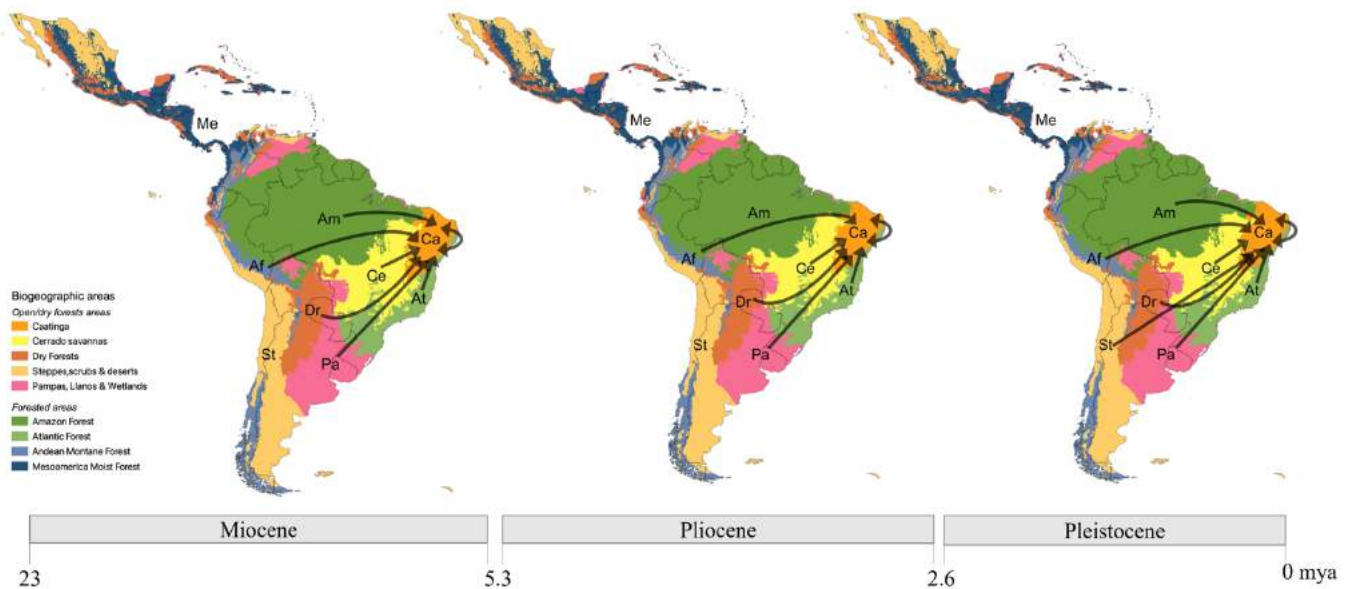 Me
Am
Ca
Af
Ce
Dr
At
St
Pa
Me
Am
Ca
Af
Ce
Dr
At
St
Pa
Me
Am
Ca
Af
Ce
Dr
At
St
Pa
Biogeographic areas
Open/dry forests areas
Caatinga
Cerrado savannas
Dry Forests
Steppes,scrubs & deserts
Pampas, Llanos & Wetlands
Forested areas
Amazon Forest
Atlantic Forest
Andean Montane Forest
Mesoamerica Moist Forest
Miocene
Pliocene
Pleistocene
23
5.3
2.6
0 mya